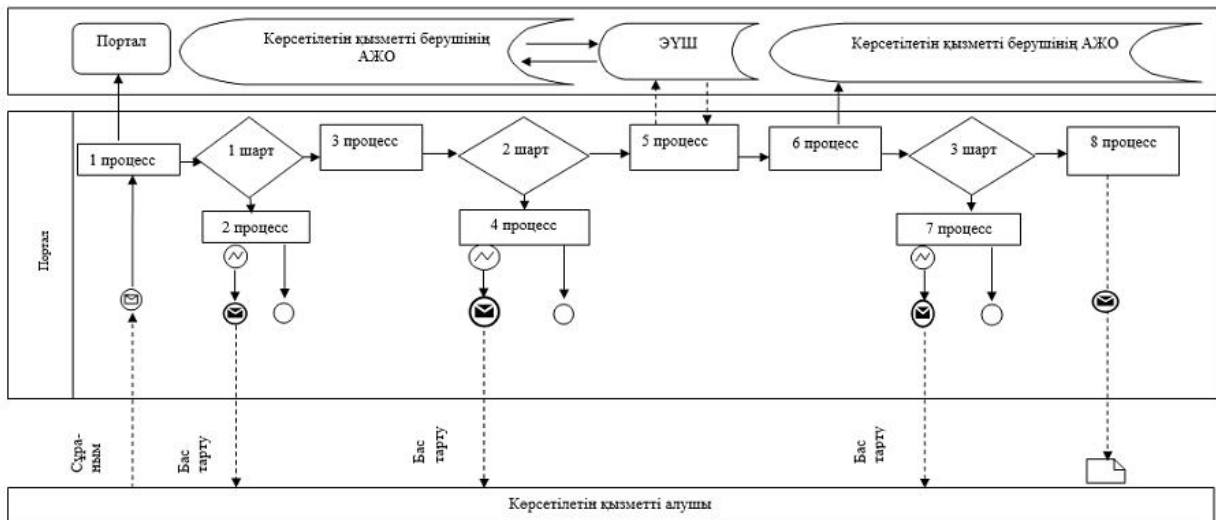 Портал
Көрсетілетін қызметті берушінің
АЖО
ЭҮШ
Көрсетілетін қызметті берушінің АЖО
Портал
1 процесс
1 шарт
3 процесс
2 шарт
5 процесс
6 процесс
3 шарт
8 процесс
2 процесс
4 процесс
7 процесс
Сұра-
ным
Бас
тарту
Бас
тарту
Бас
тарту
Көрсетілетін қызметті алушы